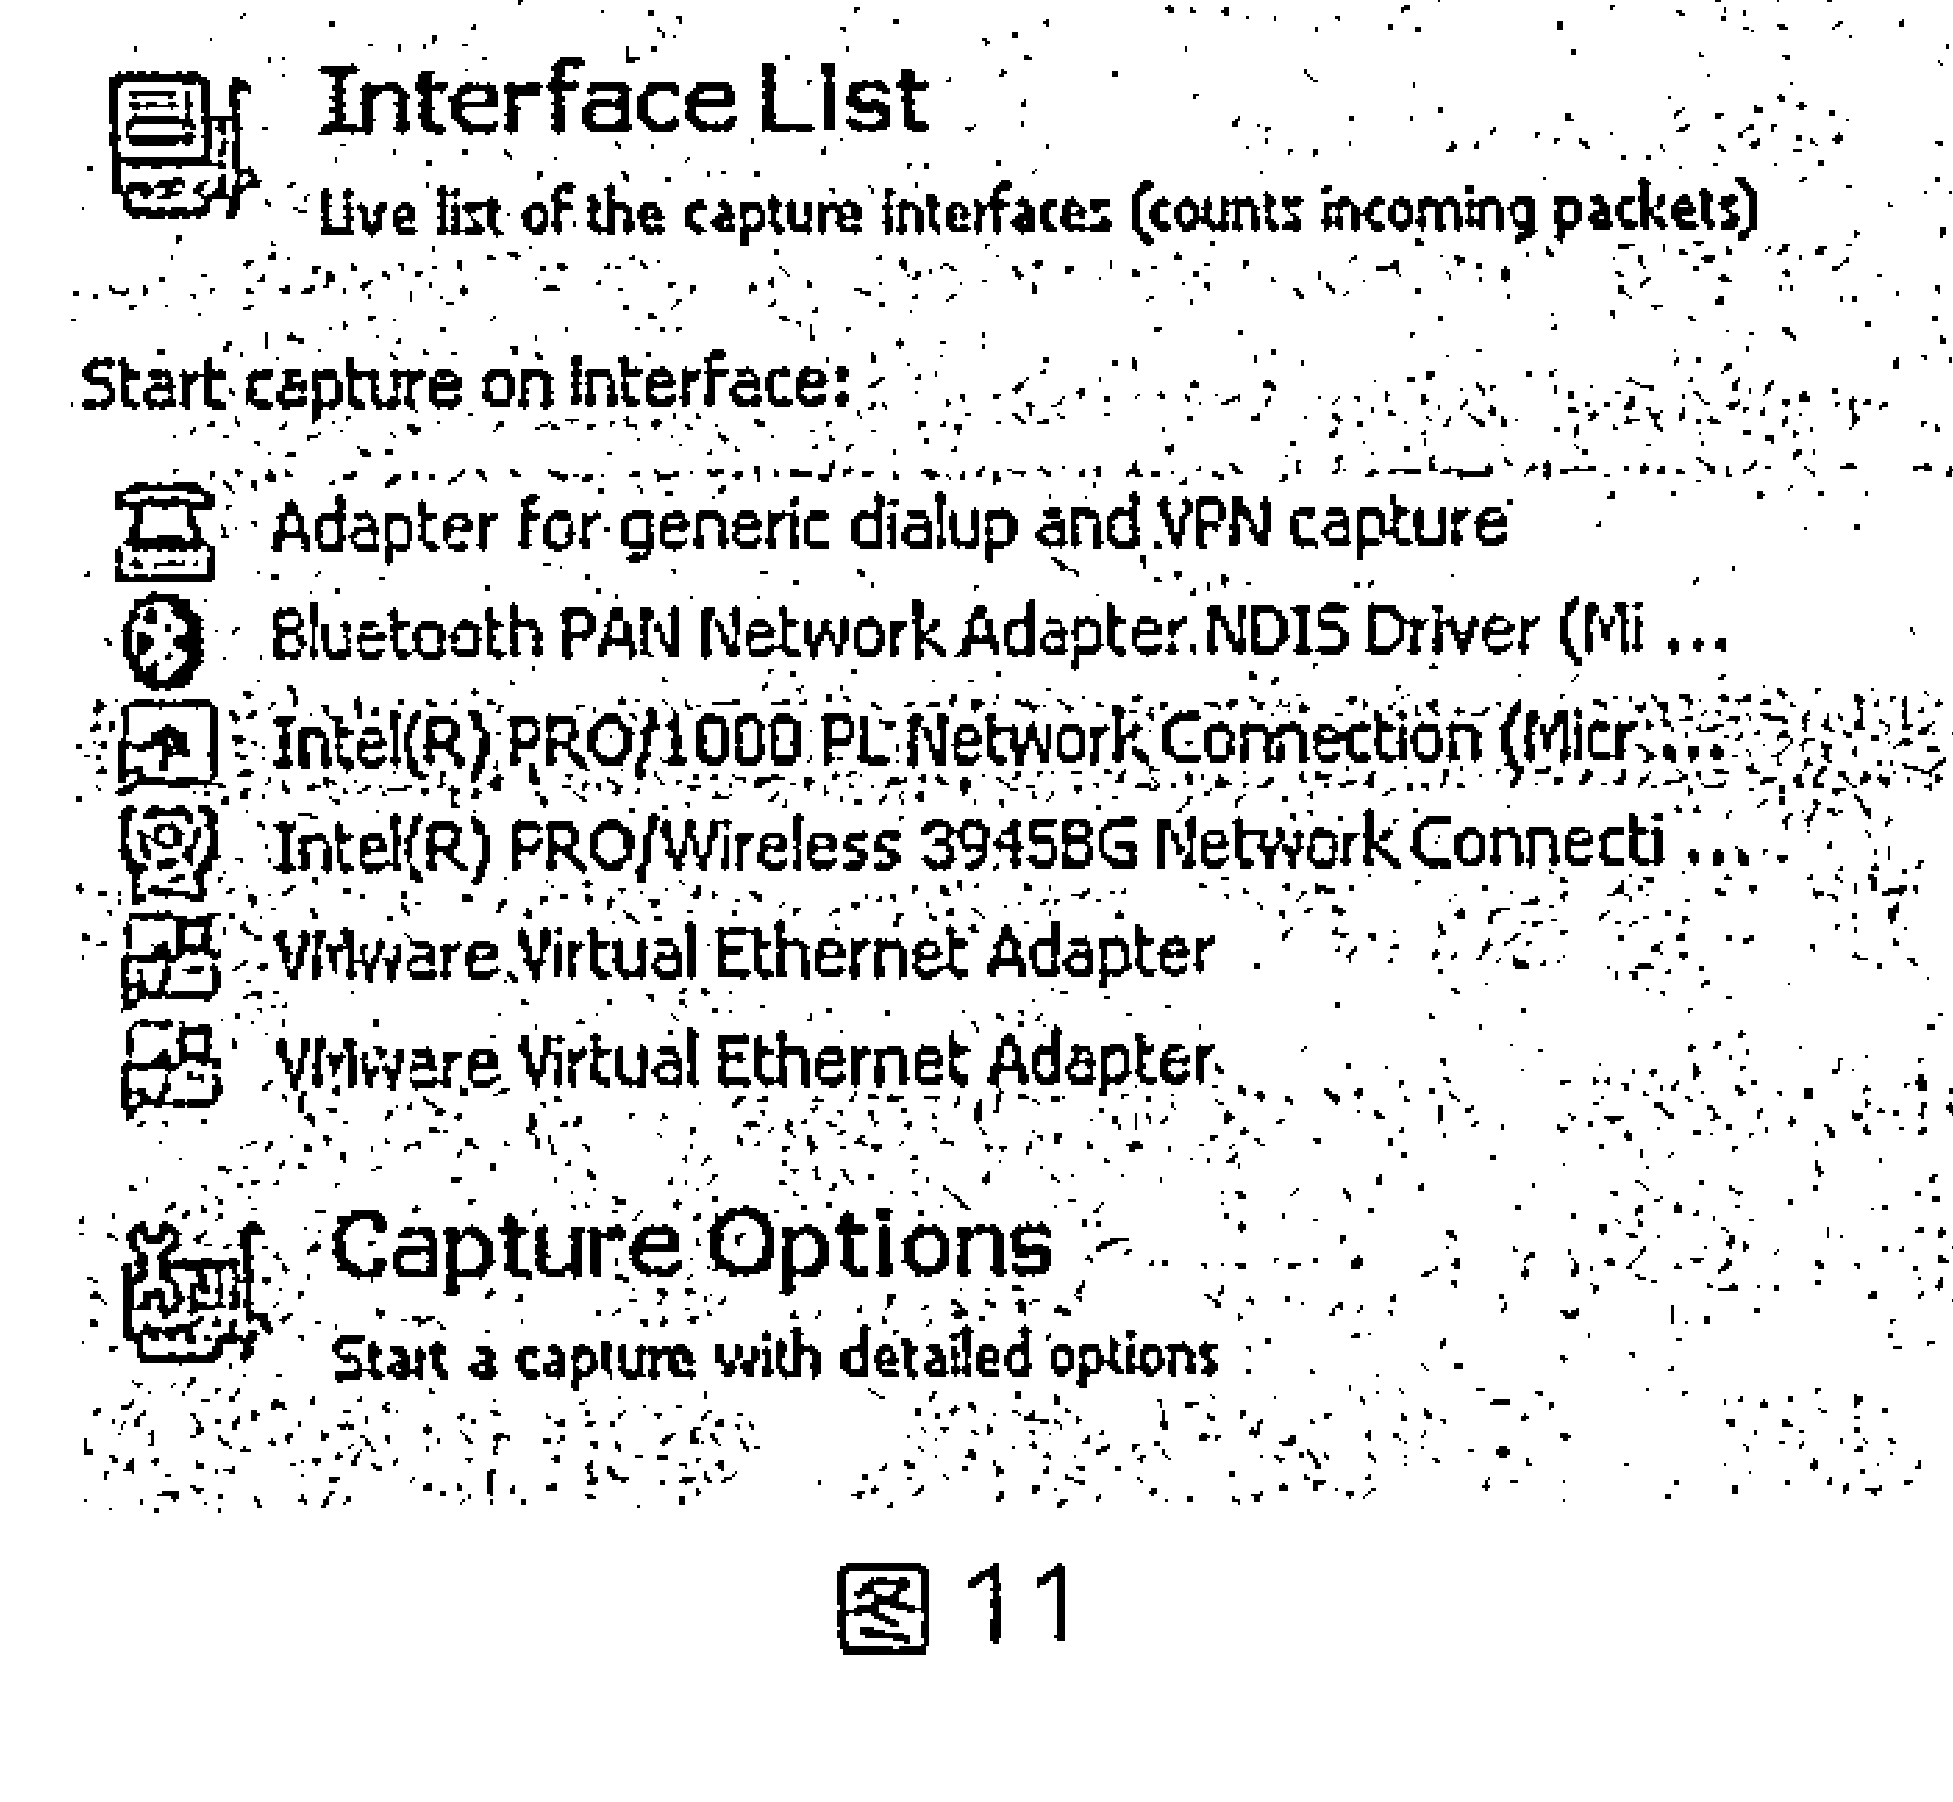 Interface List
Live list of the capture interfaces (counts incoming packets)
Start capture on interface:
Adapter for generic dialup and VPN capture
Bluetooth PAN Network Adapter NDIS Driver (Mi ...
Intel(R) PRO/1000 PL Network Connection (Micr ...
Intel(R) PRO/Wireless 3945BG Network Connecti ...
VMware Virtual Ethernet Adapter
VMware Virtual Ethernet Adapter
Capture Options
Start a capture with detailed options
图 11